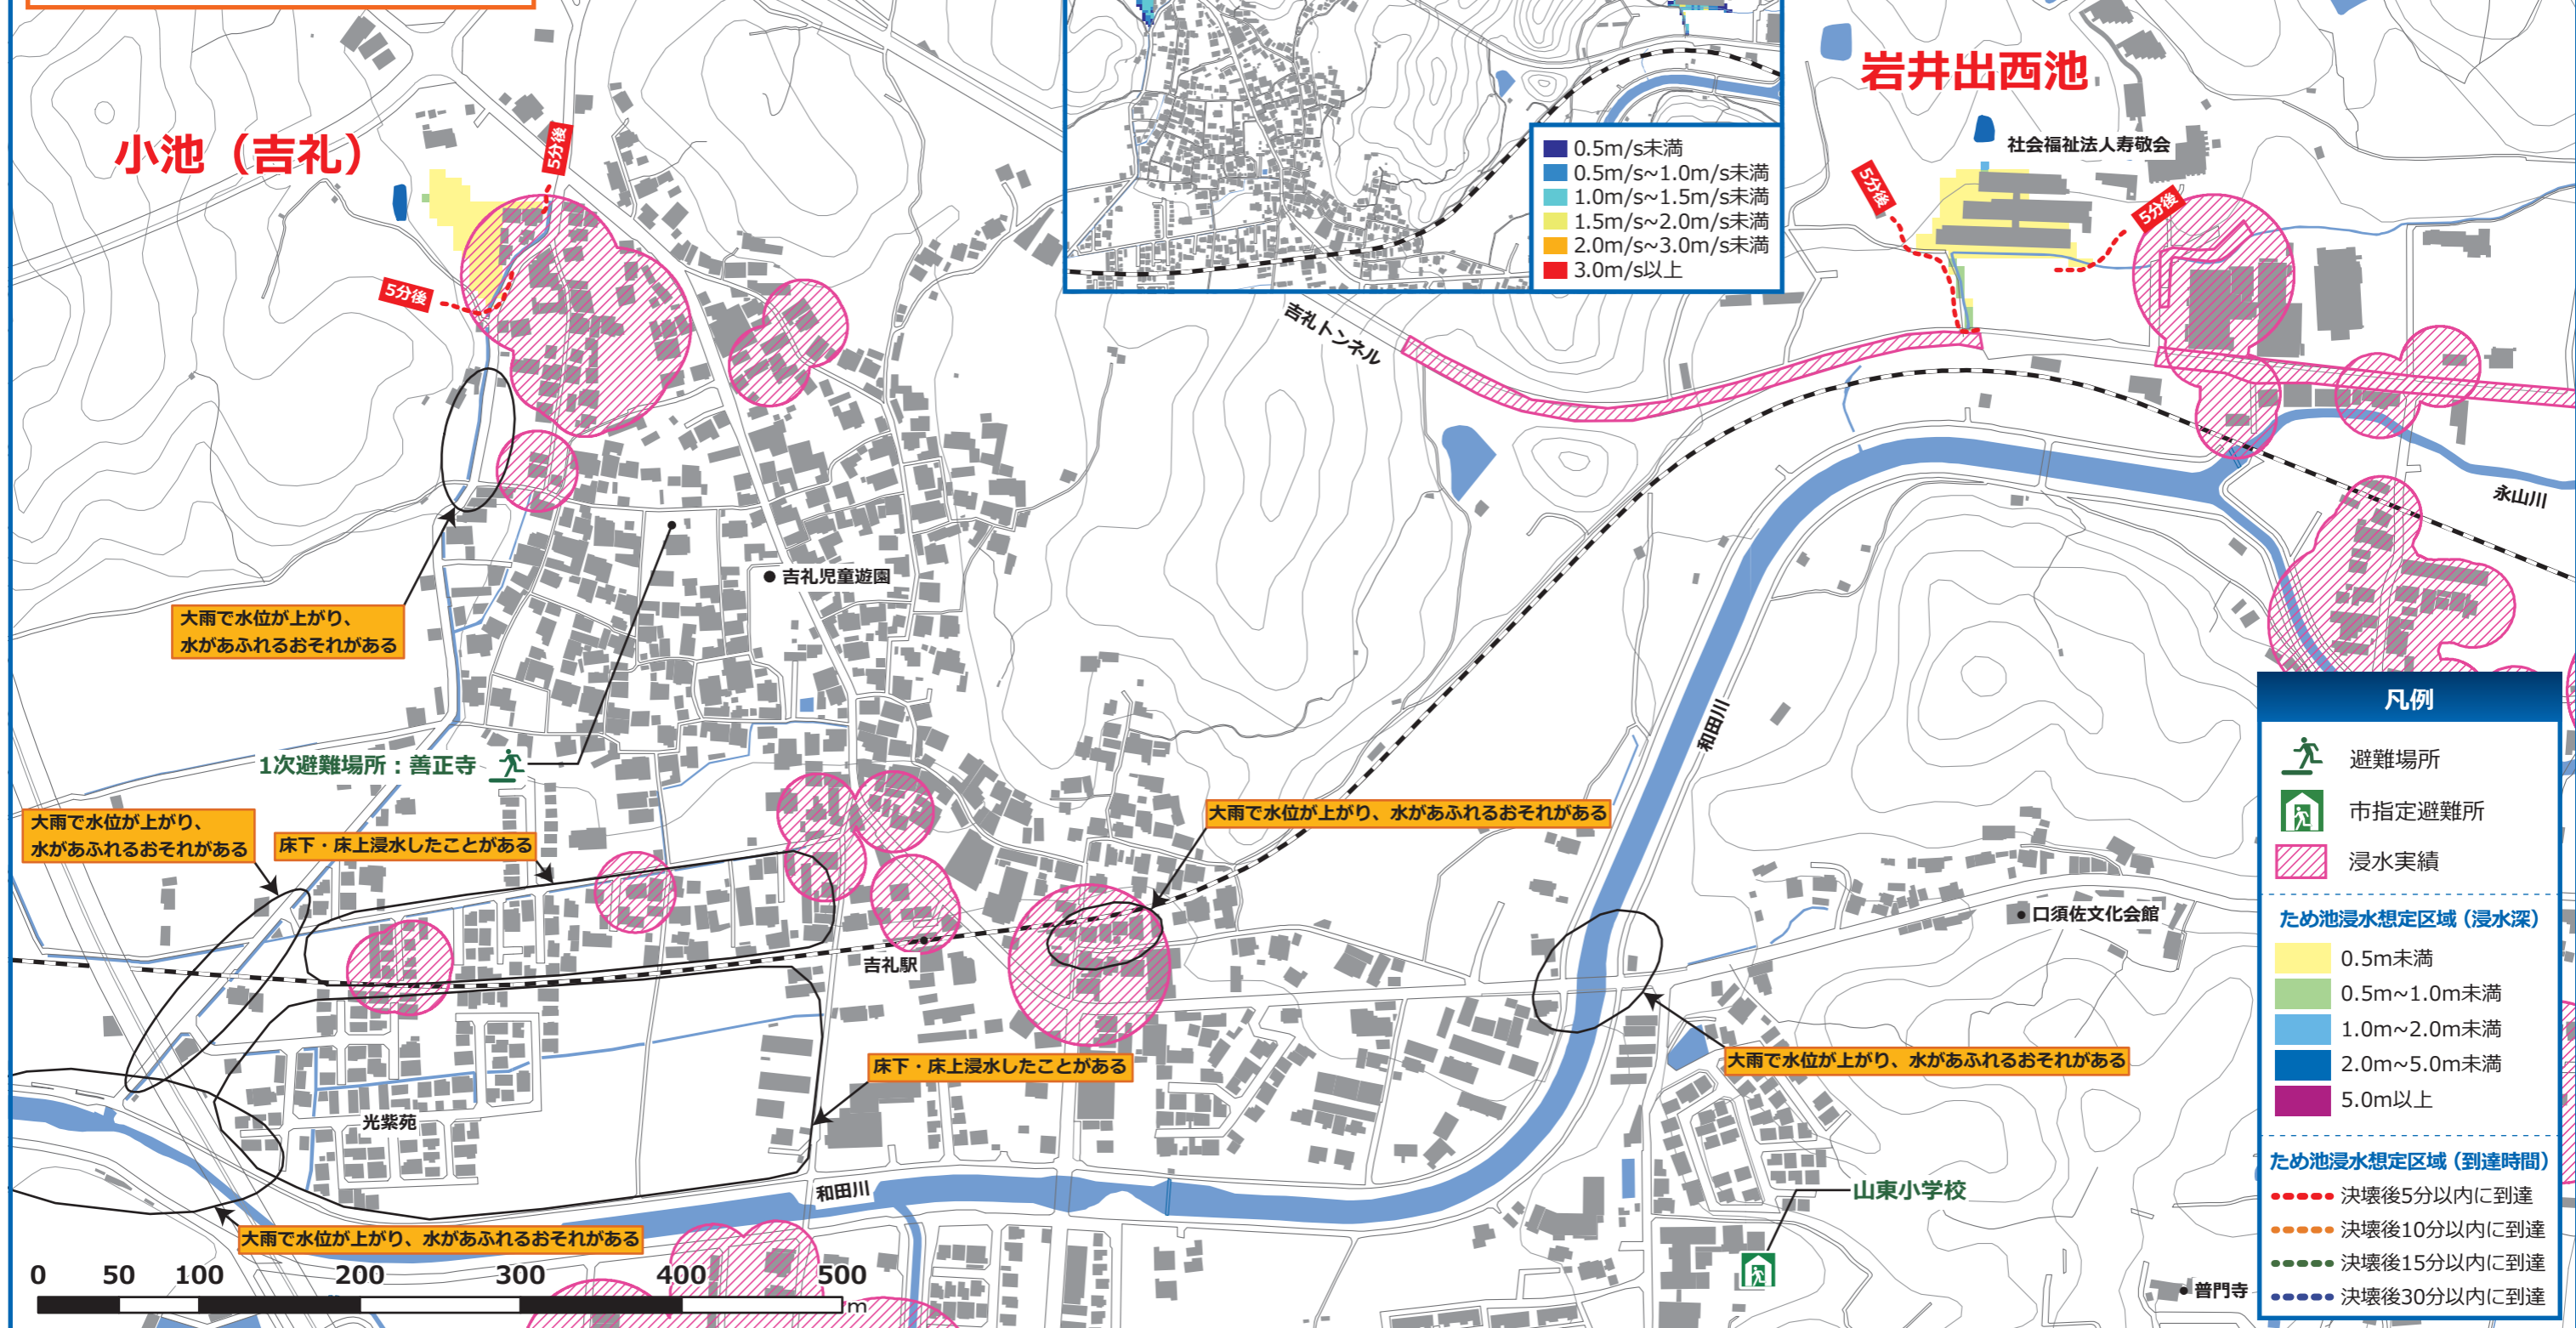 小池（吉礼）
5分後
5分後
0.5m/s未満
0.5m/s~1.0m/s未満
1.0m/s~1.5m/s未満
1.5m/s~2.0m/s未満
2.0m/s~3.0m/s未満
3.0m/s以上
岩井出西池
社会福祉法人寿敬会
5分後
5分後
吉礼トンネル
永山川
吉礼児童遊園
大雨で水位が上がり、
水があふれるおそれがある
1次避難場所：善正寺
和田川
大雨で水位が上がり、
水があふれるおそれがある
床下・床上浸水したことがある
大雨で水位が上がり、水があふれるおそれがある
吉礼駅
口須佐文化会館
床下・床上浸水したことがある
大雨で水位が上がり、水があふれるおそれがある
光紫苑
和田川
山東小学校
大雨で水位が上がり、水があふれるおそれがある
普門寺
0 50 100 200 300 400 500
m
凡例
避難場所
市指定避難所
浸水実績
ため池浸水想定区域（浸水深）
0.5m未満
0.5m~1.0m未満
1.0m~2.0m未満
2.0m~5.0m未満
5.0m以上
ため池浸水想定区域（到達時間）
決壊後5分以内に到達
決壊後10分以内に到達
決壊後15分以内に到達
決壊後30分以内に到達